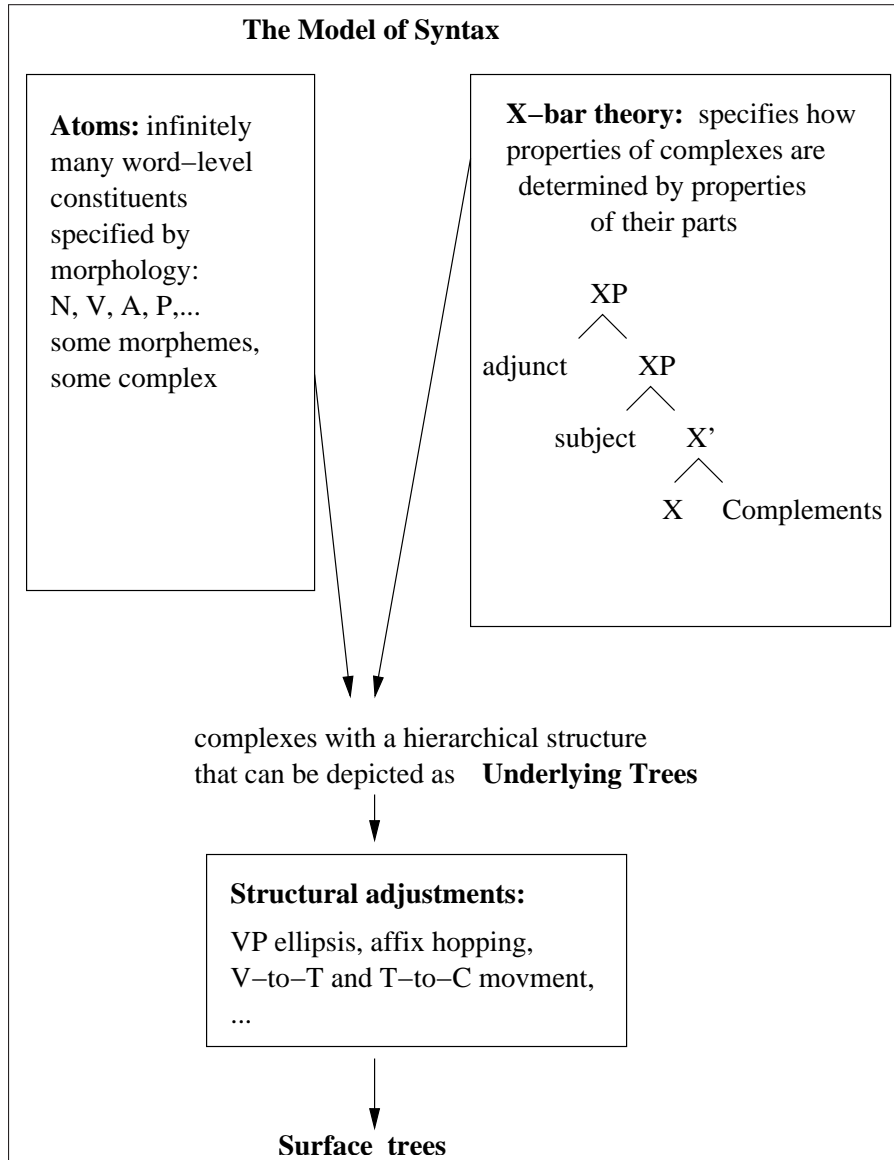 The Model of Syntax
Atoms: infinitely
many word–level
constituents
specified by
morphology:
N, V, A, P,...
some morphemes,
some complex
X–bar theory: specifies how
properties of complexes are
determined by properties
of their parts
XP
adjunct XP
subject X’
X Complements
complexes with a hierarchical structure
that can be depicted as Underlying Trees
Structural adjustments:
VP ellipsis, affix hopping,
V–to–T and T–to–C movment,
...
Surface trees